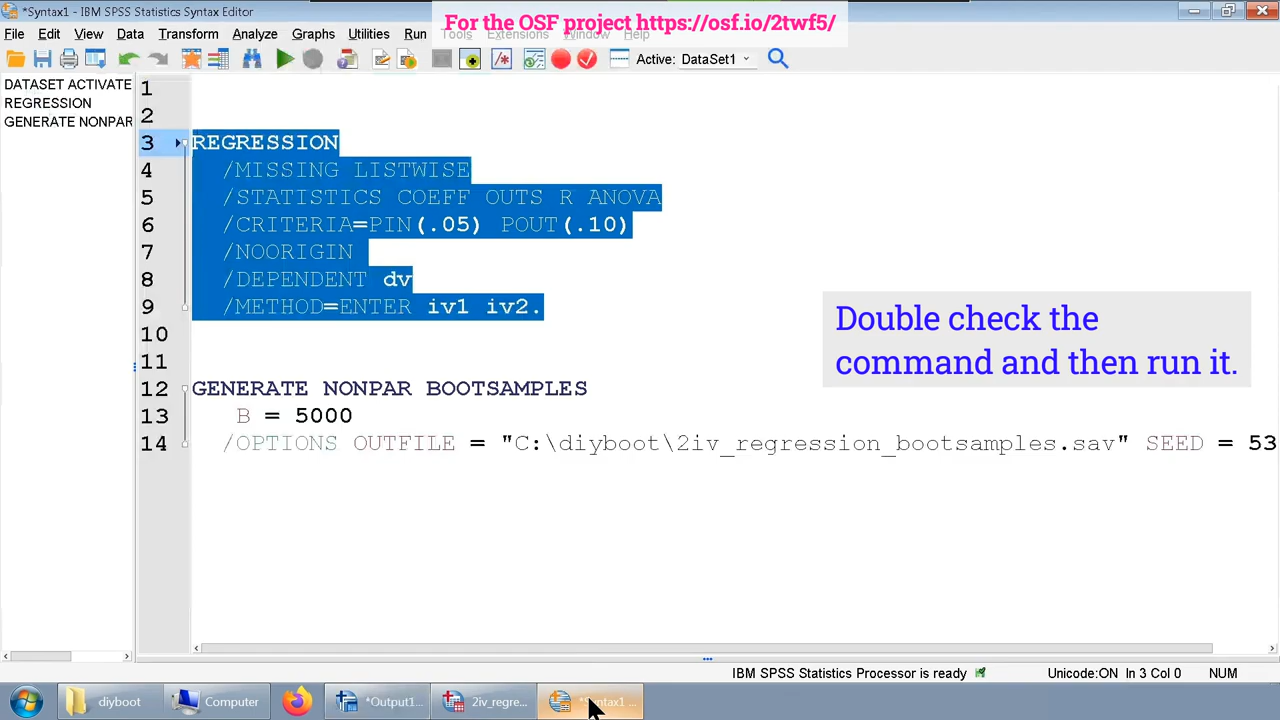 *Syntax1 - IBM SPSS Statistics Syntax Editor
For the OSF project https://osf.io/2twf5/
File Edit View Data Transform Analyze Graphs Utilities Run Tools Extensions Window Help
Active: DataSet1
DATASET ACTIVATE
REGRESSION
GENERATE NONPAR
1
2
3 REGRESSION
4 /MISSING LISTWISE
5 /STATISTICS COEFF OUTS R ANOVA
6 /CRITERIA=PIN(.05) POUT(.10)
7 /NOORIGIN
8 /DEPENDENT dv
9 /METHOD=ENTER iv1 iv2.
10
11
12 GENERATE NONPAR BOOTSAMPLES
13 B = 5000
14 /OPTIONS OUTFILE = "C:\diyboot\2iv_regression_bootsamples.sav" SEED = 53
Double check the
command and then run it.
IBM SPSS Statistics Processor is ready Unicode:ON In 3 Col 0 NUM
diyboot Computer *Output1... 2iv_regre... *Syntax1 ...